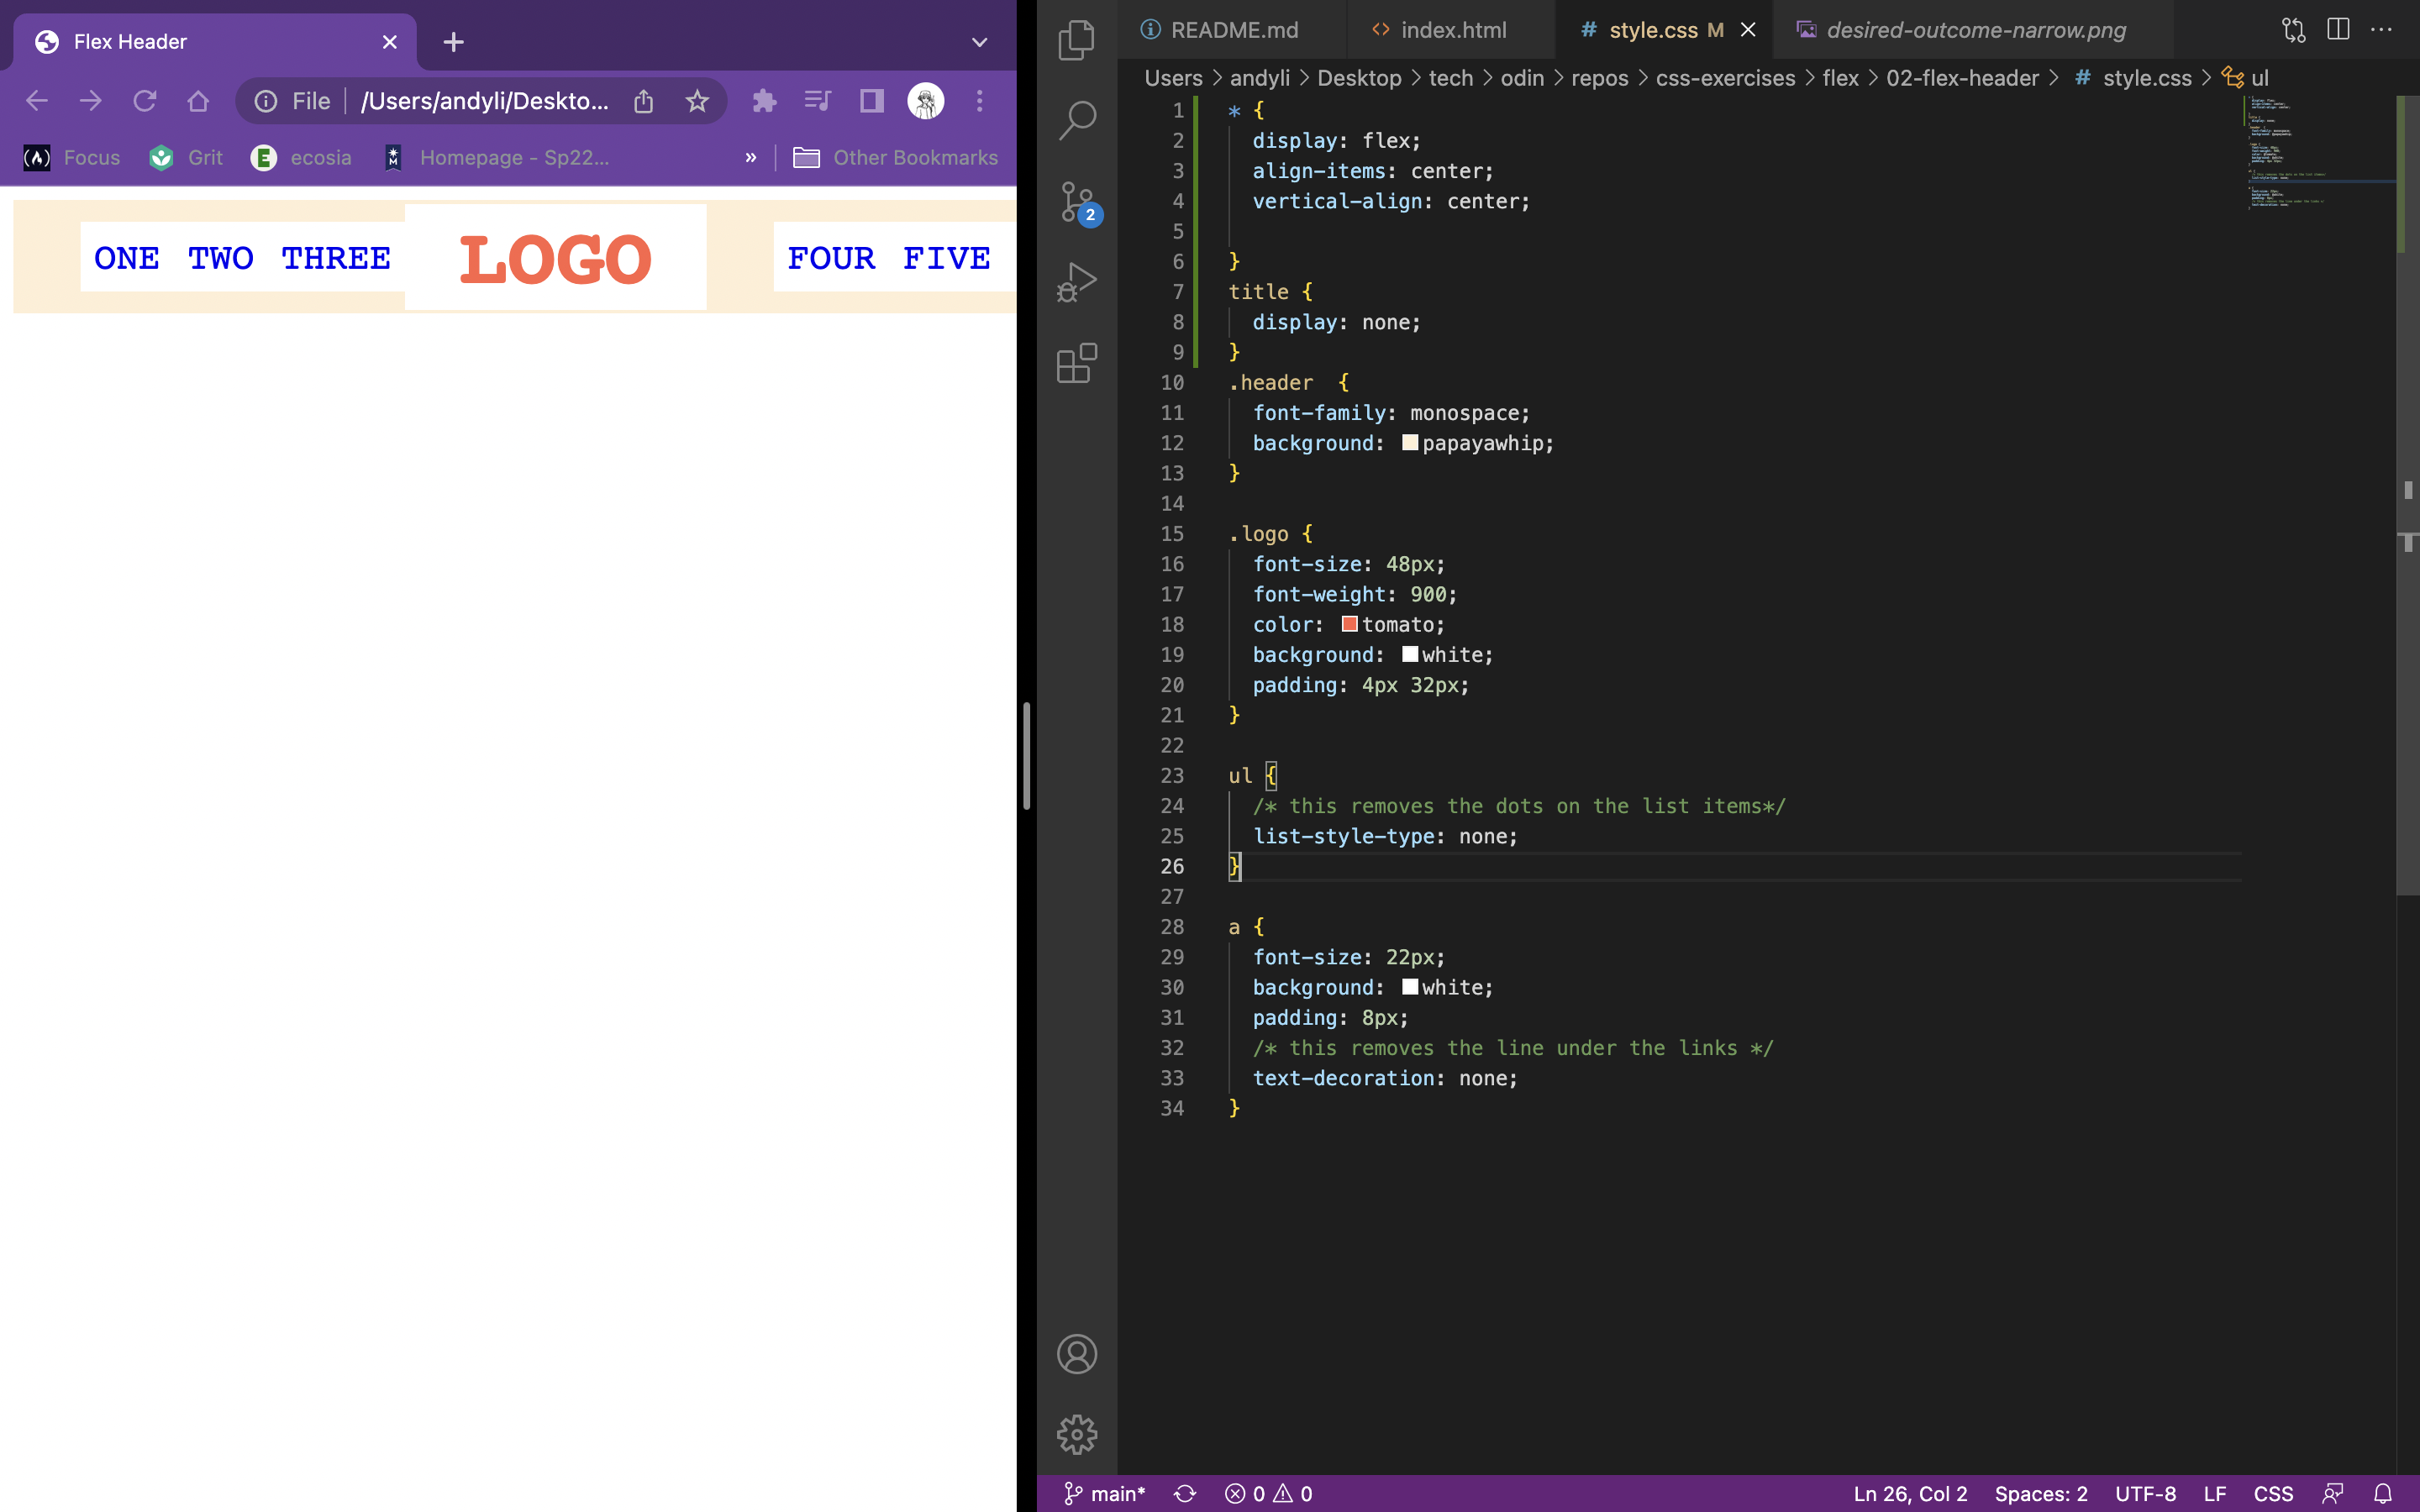 Flex Header
File /Users/andyli/Deskto...
Focus Grit ecosia Homepage - Sp22... » Other Bookmarks
ONE TWO THREE LOGO FOUR FIVE
README.md index.html style.css M desired-outcome-narrow.png
Users > andyli > Desktop > tech > odin > repos > css-exercises > flex > 02-flex-header > # style.css > ul
2
1 * {
2 display: flex;
3 align-items: center;
4 vertical-align: center;
5
6 }
7 title {
8 display: none;
9 }
10 .header  {
11 font-family: monospace;
12 background: papayawhip;
13 }
14
15 .logo {
16 font-size: 48px;
17 font-weight: 900;
18 color: tomato;
19 background: white;
20 padding: 4px 32px;
21 }
22
23 ul {
24 /* this removes the dots on the list items*/
25 list-style-type: none;
26 }
27
28 a {
29 font-size: 22px;
30 background: white;
31 padding: 8px;
32 /* this removes the line under the links */
33 text-decoration: none;
34 }
main* 0 0 Ln 26, Col 2 Spaces: 2 UTF-8 LF CSS